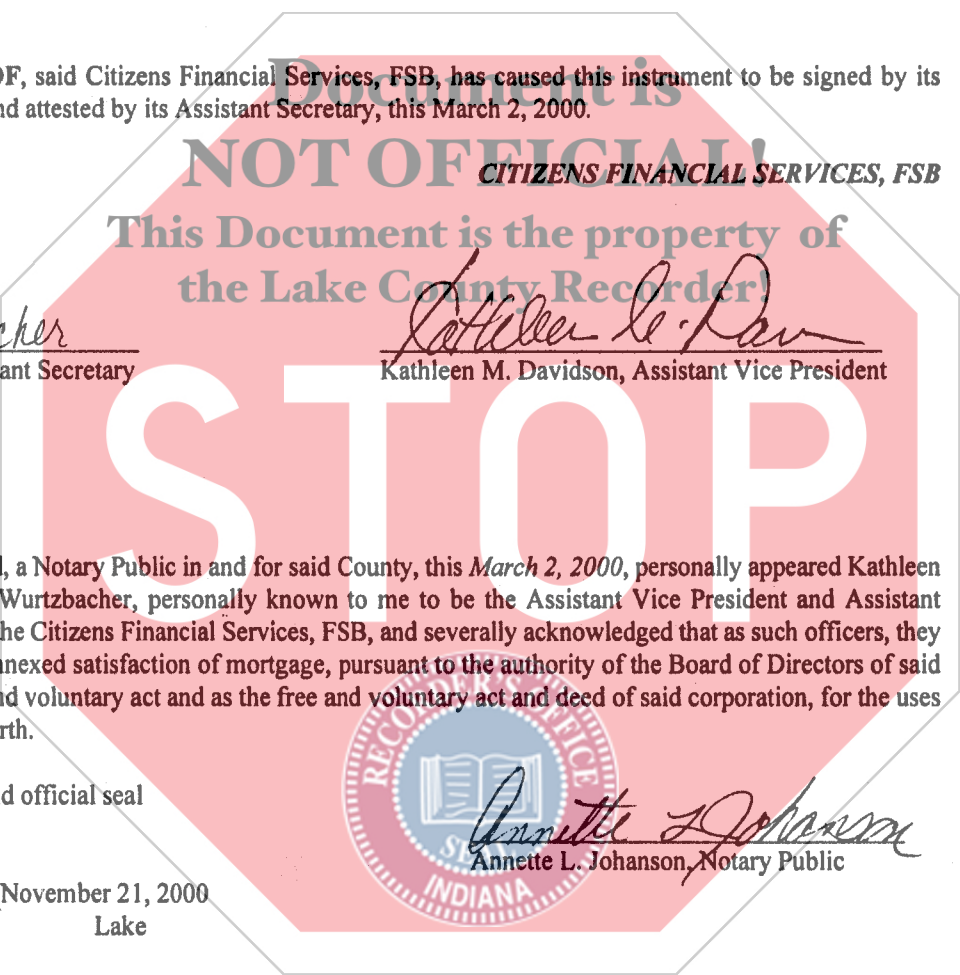 OF, said Citizens Financial Services, FSB, has caused this instrument to be signed by its
nd attested by its Assistant Secretary, this March 2, 2000.
Document is
NOT OFFICIAL!
CITIZENS FINANCIAL SERVICES, FSB
This Document is the property of
the Lake County Recorder!
cher
ant Secretary
Kathleen M. Davidson, Assistant Vice President
STOP
, a Notary Public in and for said County, this March 2, 2000, personally appeared Kathleen
Wurtzbacher, personally known to me to be the Assistant Vice President and Assistant
he Citizens Financial Services, FSB, and severally acknowledged that as such officers, they
nnexed satisfaction of mortgage, pursuant to the authority of the Board of Directors of said
nd voluntary act and as the free and voluntary act and deed of said corporation, for the uses
rth.
RECORDER'S OFFICE
SEAL
INDIANA
d official seal
Annette L Johanson
Annette L. Johanson, Notary Public
November 21, 2000
Lake